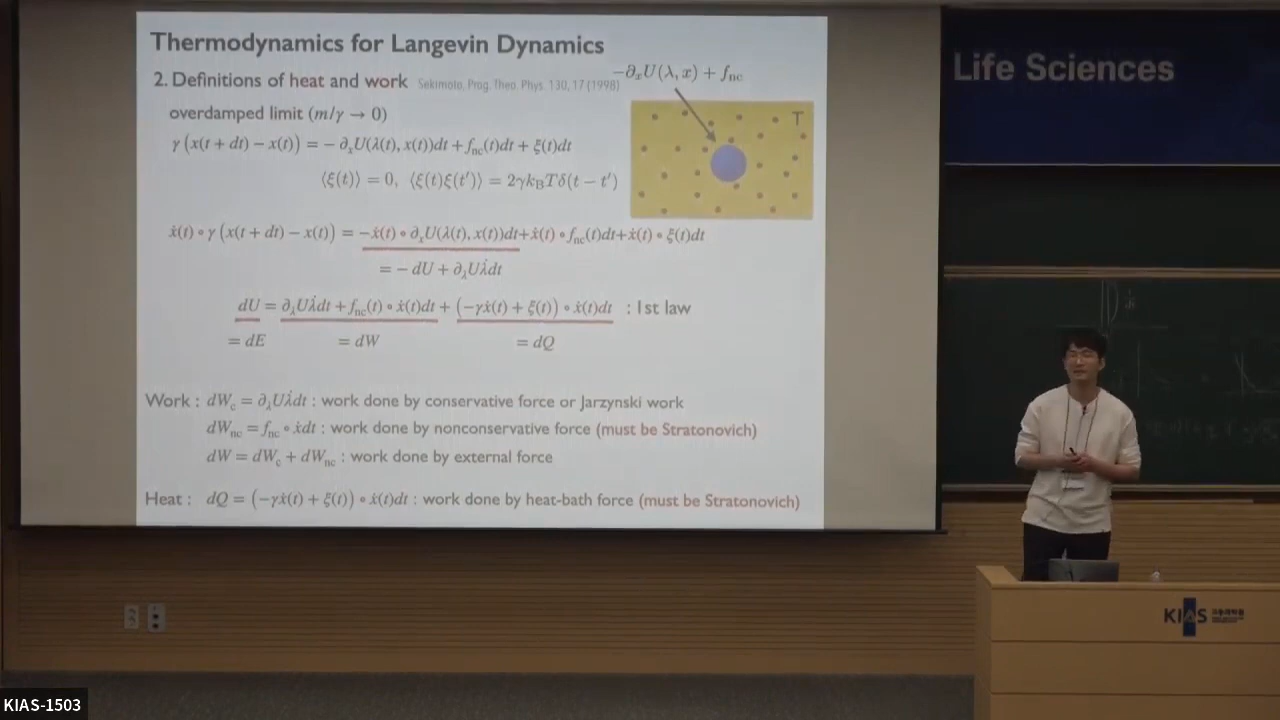 Thermodynamics for Langevin Dynamics
2. Definitions of heat and work Sekimoto, Prog. Theo. Phys. 130, 17 (1998)
−∂ₓU(λ, x) + f_nc
overdamped limit (m/γ → 0)
T
γ(x(t + dt) − x(t)) = − ∂ₓU(λ(t), x(t))dt + f_nc(t)dt + ξ(t)dt
⟨ξ(t)⟩ = 0, ⟨ξ(t)ξ(t′)⟩ = 2γk_BTδ(t − t′)
ẋ(t) ∘ γ (x(t + dt) − x(t)) = −ẋ(t) ∘ ∂ₓU(λ(t), x(t))dt+ẋ(t) ∘ f_nc(t)dt+ẋ(t) ∘ ξ(t)dt
= − dU + ∂_λUλ̇dt
dU = ∂_λUλ̇dt + f_nc(t) ∘ ẋ(t)dt + (−γẋ(t) + ξ(t)) ∘ ẋ(t)dt : 1st law
= dE = dW = dQ
Work : dW_c = ∂_λUλ̇dt : work done by conservative force or Jarzynski work
dW_nc = f_nc ∘ ẋdt : work done by nonconservative force (must be Stratonovich)
dW = dW_c + dW_nc : work done by external force
Heat : dQ = (−γẋ(t) + ξ(t)) ∘ ẋ(t)dt : work done by heat-bath force (must be Stratonovich)
Life Sciences
KIAS
KIAS-1503